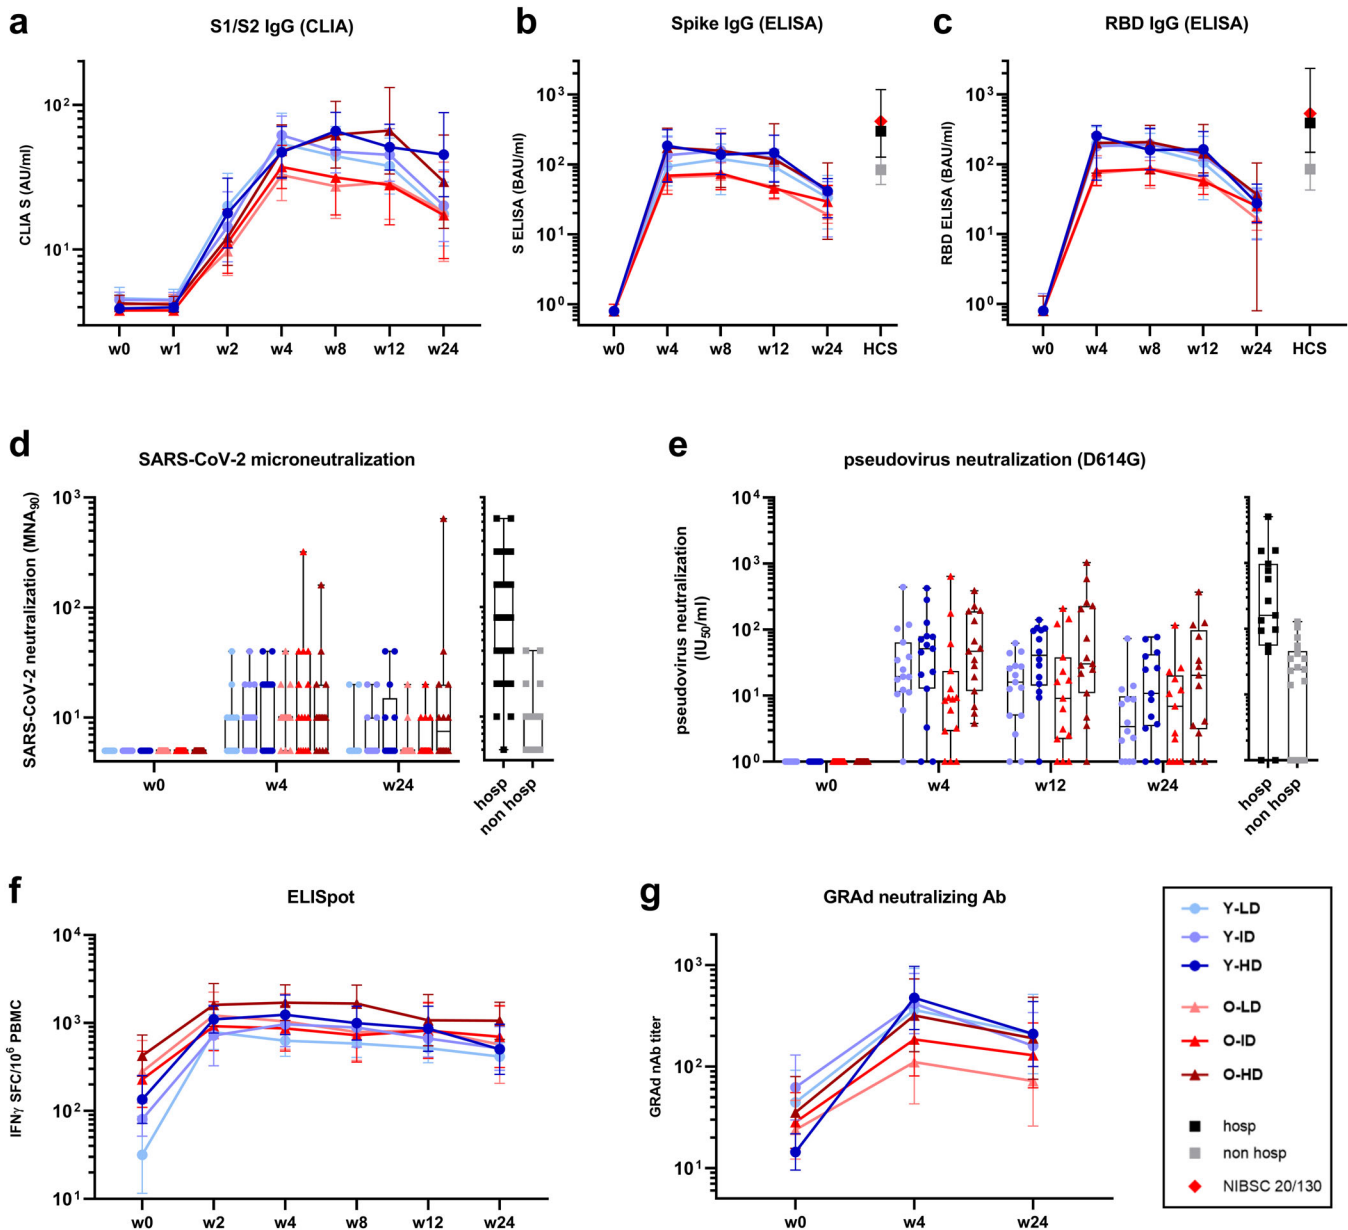 a
S1/S2 IgG (CLIA)
CLIA S (AU/ml)
10²
10¹
w0 w1 w2 w4 w8 w12 w24
b
Spike IgG (ELISA)
S ELISA (BAU/ml)
10³
10²
10¹
10⁰
w0 w4 w8 w12 w24 HCS
c
RBD IgG (ELISA)
RBD ELISA (BAU/ml)
10³
10²
10¹
10⁰
w0 w4 w8 w12 w24 HCS
d
SARS-CoV-2 microneutralization
SARS-CoV-2 neutralization (MNA₉₀)
10³
10²
10¹
w0 w4 w24
hosp
non hosp
e
pseudovirus neutralization (D614G)
pseudovirus neutralization
(IU₅₀/ml)
10⁴
10³
10²
10¹
10⁰
w0 w4 w12 w24
hosp
non hosp
f
ELISpot
IFNγ SFC/10⁶ PBMC
10⁴
10³
10²
10¹
w0 w2 w4 w8 w12 w24
g
GRAd neutralizing Ab
GRAd nAb titer
10³
10²
10¹
w0 w4 w24
Y-LD
Y-ID
Y-HD
O-LD
O-ID
O-HD
hosp
non hosp
NIBSC 20/130